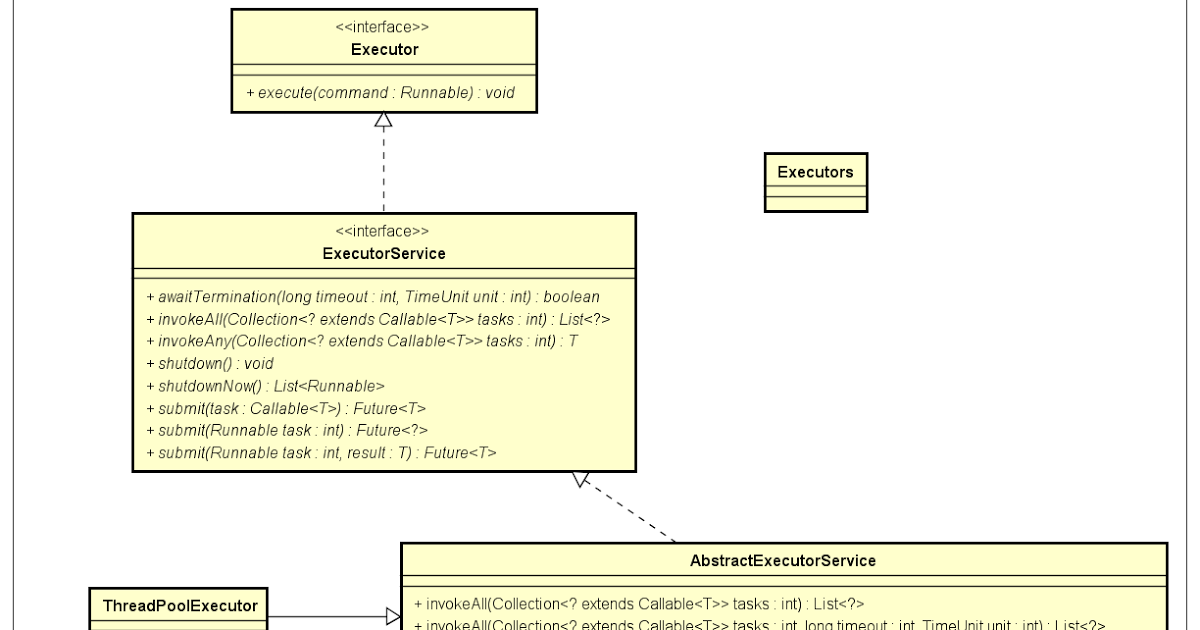 <<interface>>
Executor
+ execute(command : Runnable) : void
Executors
<<interface>>
ExecutorService
+ awaitTermination(long timeout : int, TimeUnit unit : int) : boolean
+ invokeAll(Collection<? extends Callable<T>> tasks : int) : List<?>
+ invokeAny(Collection<? extends Callable<T>> tasks : int) : T
+ shutdown() : void
+ shutdownNow() : List<Runnable>
+ submit(task : Callable<T>) : Future<T>
+ submit(Runnable task : int) : Future<?>
+ submit(Runnable task : int, result : T) : Future<T>
AbstractExecutorService
+ invokeAll(Collection<? extends Callable<T>> tasks : int) : List<?>
+ invokeAll(Collection<? extends Callable<T>> tasks : int, long timeout : int, TimeUnit unit : int) : List<?>
ThreadPoolExecutor